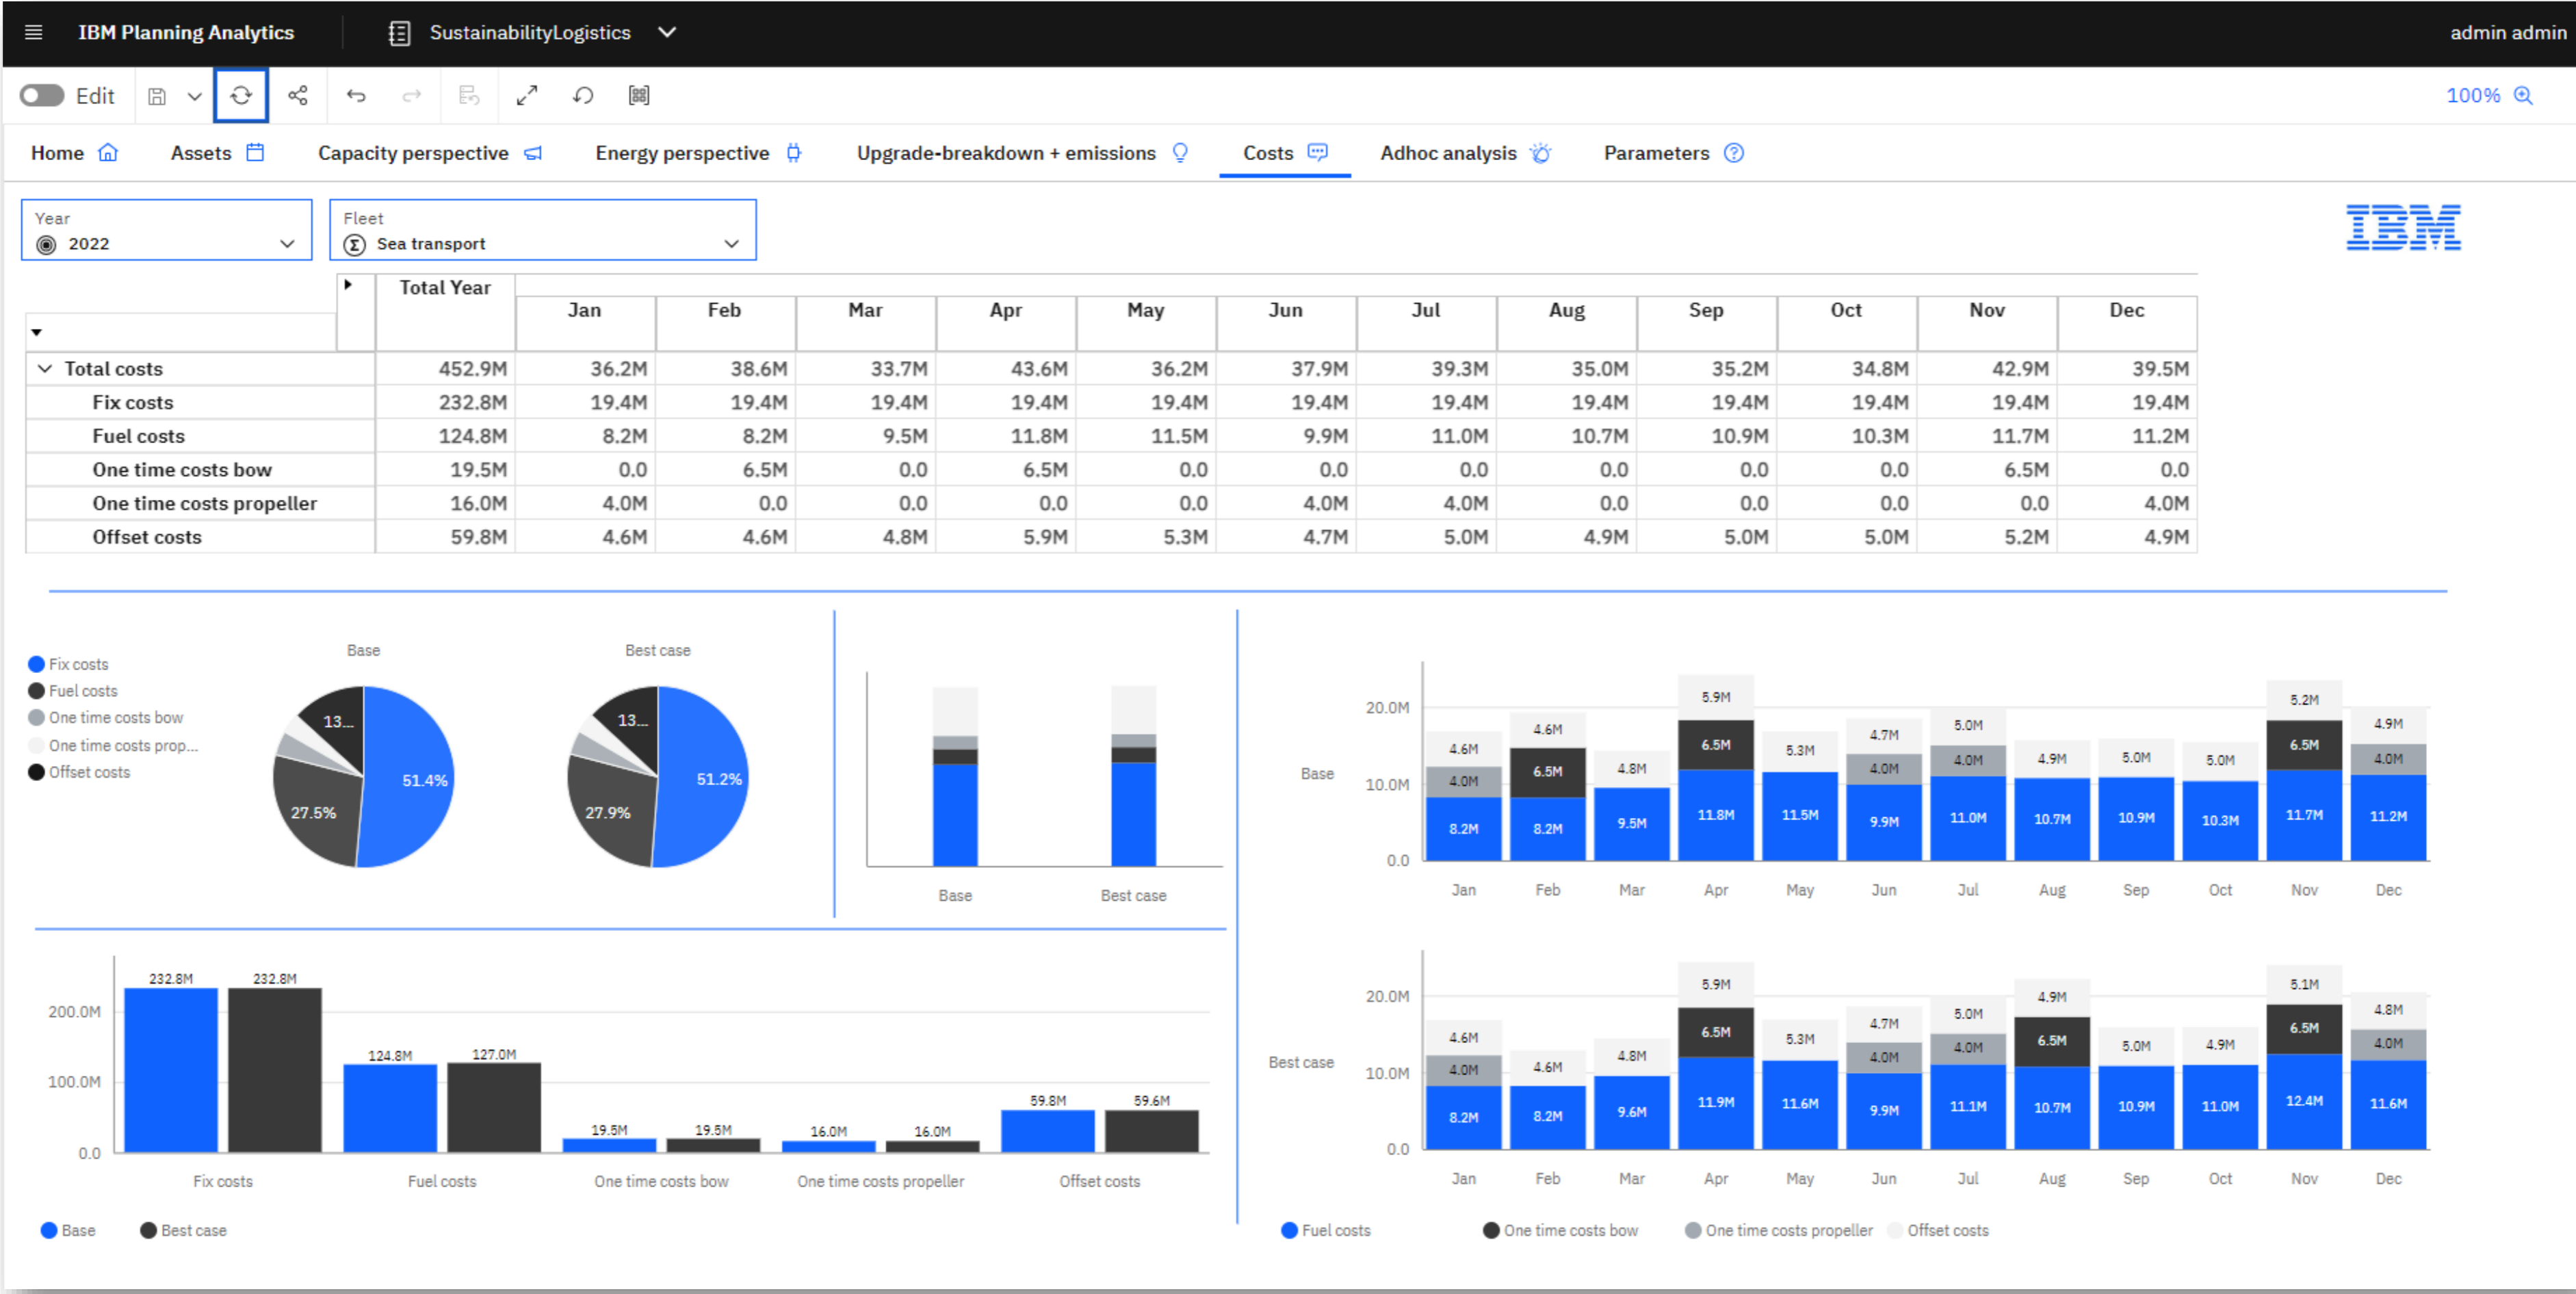 IBM Planning Analytics SustainabilityLogistics admin admin
Edit 100%
Home Assets Capacity perspective Energy perspective Upgrade-breakdown + emissions Costs Adhoc analysis Parameters
Year Fleet
2022 Sea transport
IBM
Total Year
Jan Feb Mar Apr May Jun Jul Aug Sep Oct Nov Dec
Total costs 452.9M 36.2M 38.6M 33.7M 43.6M 36.2M 37.9M 39.3M 35.0M 35.2M 34.8M 42.9M 39.5M
Fix costs 232.8M 19.4M 19.4M 19.4M 19.4M 19.4M 19.4M 19.4M 19.4M 19.4M 19.4M 19.4M 19.4M
Fuel costs 124.8M 8.2M 8.2M 9.5M 11.8M 11.5M 9.9M 11.0M 10.7M 10.9M 10.3M 11.7M 11.2M
One time costs bow 19.5M 0.0 6.5M 0.0 6.5M 0.0 0.0 0.0 0.0 0.0 0.0 6.5M 0.0
One time costs propeller 16.0M 4.0M 0.0 0.0 0.0 0.0 4.0M 4.0M 0.0 0.0 0.0 0.0 4.0M
Offset costs 59.8M 4.6M 4.6M 4.8M 5.9M 5.3M 4.7M 5.0M 4.9M 5.0M 5.0M 5.2M 4.9M
Fix costs
Fuel costs
One time costs bow
One time costs prop...
Offset costs
Base Best case
13... 13...
51.4% 51.2%
27.5% 27.9%
Base Best case
Base
20.0M
10.0M
0.0
5.9M 5.2M
4.6M 4.6M 4.8M 5.3M 4.7M 5.0M 4.9M 5.0M 5.0M 4.9M
4.0M 6.5M 6.5M 4.0M 4.0M 6.5M 4.0M
8.2M 8.2M 9.5M 11.8M 11.5M 9.9M 11.0M 10.7M 10.9M 10.3M 11.7M 11.2M
Jan Feb Mar Apr May Jun Jul Aug Sep Oct Nov Dec
232.8M 232.8M
124.8M 127.0M
19.5M 19.5M
16.0M 16.0M
59.8M 59.6M
200.0M
100.0M
0.0
Fix costs Fuel costs One time costs bow One time costs propeller Offset costs
Base Best case
Best case
20.0M
10.0M
0.0
4.6M 4.6M 4.8M 5.9M 5.3M 4.7M 5.0M 4.9M 5.0M 4.9M 5.1M 4.8M
4.0M 6.5M 4.0M 4.0M 6.5M 6.5M 4.0M
8.2M 8.2M 9.6M 11.9M 11.6M 9.9M 11.1M 10.7M 10.9M 11.0M 12.4M 11.6M
Jan Feb Mar Apr May Jun Jul Aug Sep Oct Nov Dec
Fuel costs One time costs bow One time costs propeller Offset costs